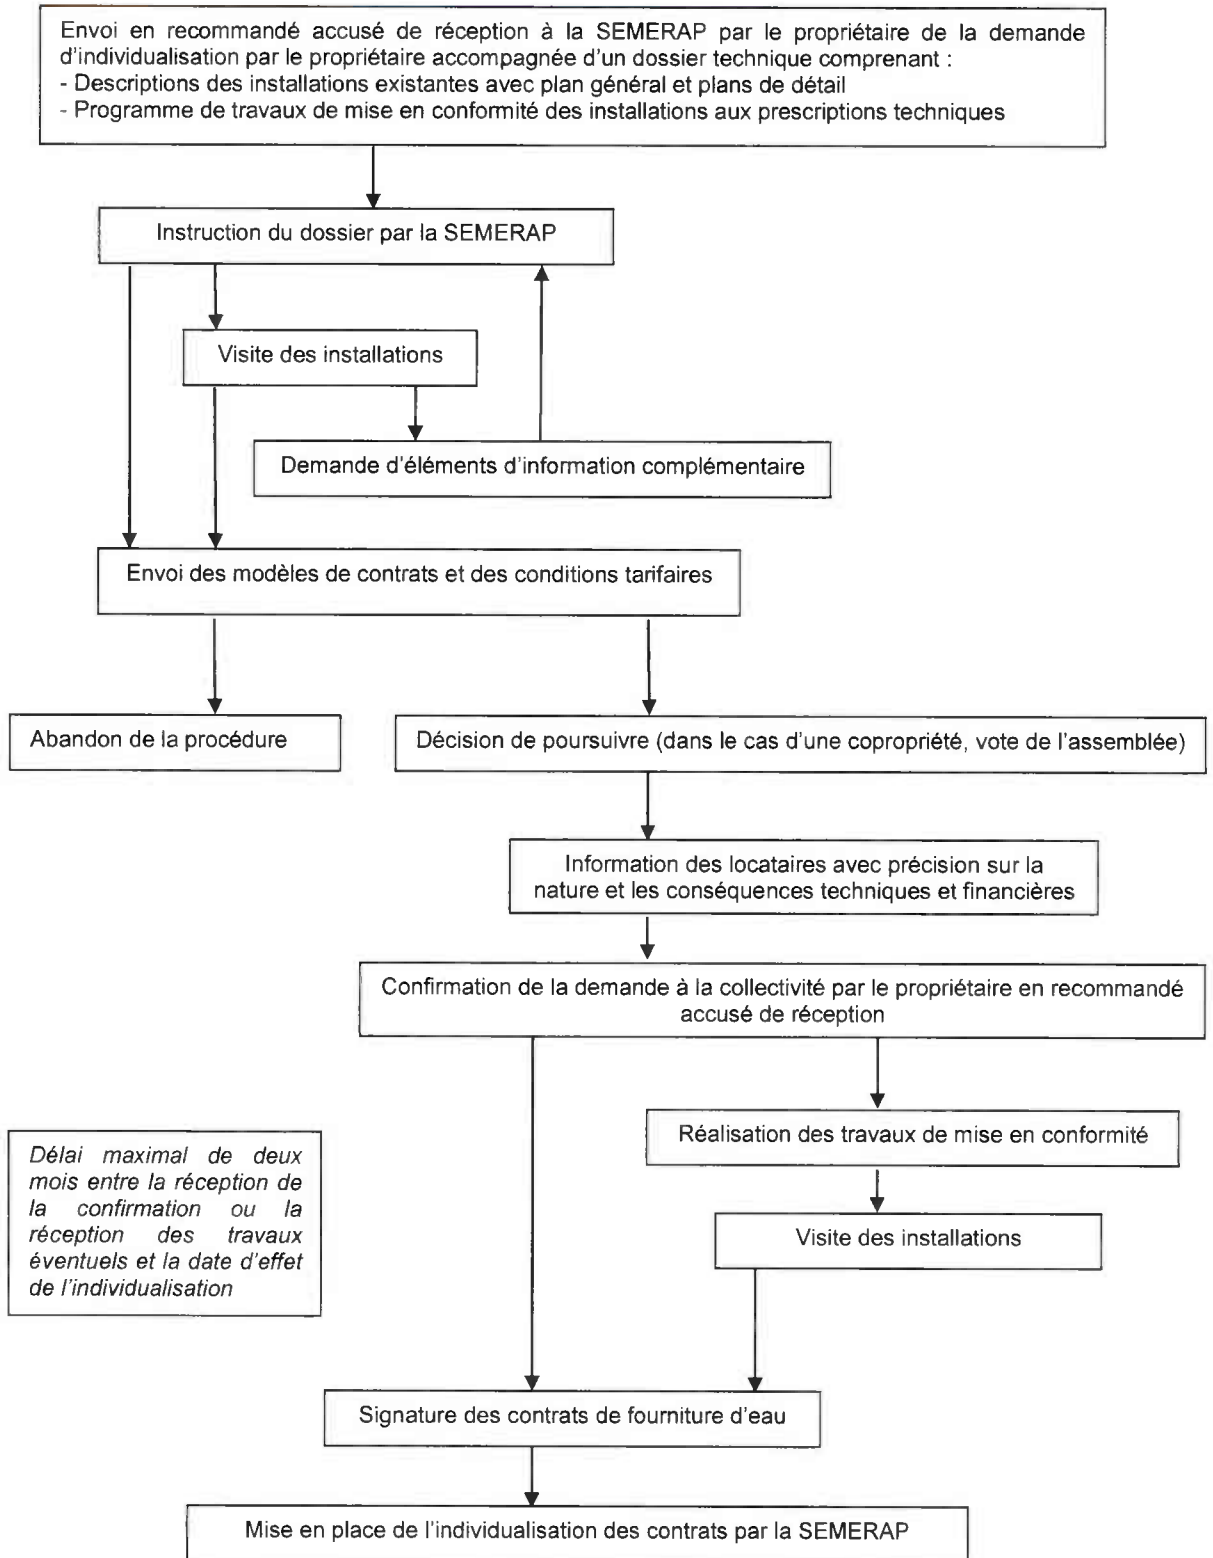 Envoi en recommandé accusé de réception à la SEMERAP par le propriétaire de la demande
d'individualisation par le propriétaire accompagnée d'un dossier technique comprenant :
- Descriptions des installations existantes avec plan général et plans de détail
- Programme de travaux de mise en conformité des installations aux prescriptions techniques
Instruction du dossier par la SEMERAP
Visite des installations
Demande d'éléments d'information complémentaire
Envoi des modèles de contrats et des conditions tarifaires
Abandon de la procédure
Décision de poursuivre (dans le cas d'une copropriété, vote de l'assemblée)
Information des locataires avec précision sur la
nature et les conséquences techniques et financières
Confirmation de la demande à la collectivité par le propriétaire en recommandé
accusé de réception
Réalisation des travaux de mise en conformité
Délai maximal de deux
mois entre la réception de
la confirmation ou la
réception des travaux
éventuels et la date d'effet
de l'individualisation
Visite des installations
Signature des contrats de fourniture d'eau
Mise en place de l'individualisation des contrats par la SEMERAP